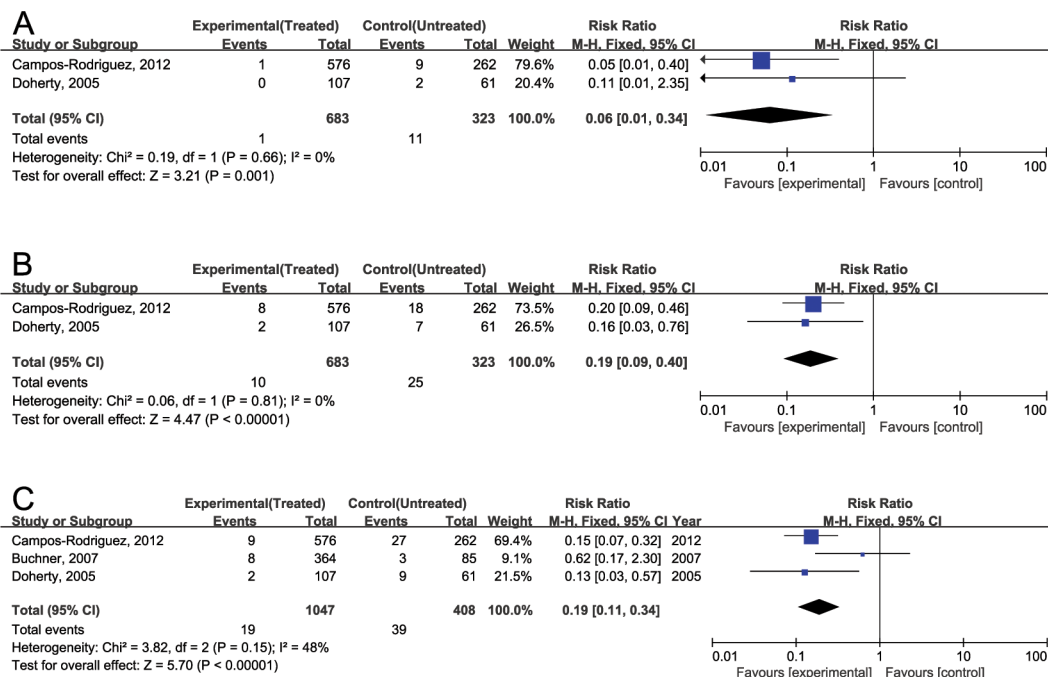 A
Experimental(Treated) Control(Untreated) Risk Ratio Risk Ratio
Study or Subgroup Events Total Events Total Weight M-H, Fixed, 95% CI M-H, Fixed, 95% CI
Campos-Rodriguez, 2012 1 576 9 262 79.6% 0.05 [0.01, 0.40]
Doherty, 2005 0 107 2 61 20.4% 0.11 [0.01, 2.35]
Total (95% CI) 683 323 100.0% 0.06 [0.01, 0.34]
Total events 1 11
Heterogeneity: Chi² = 0.19, df = 1 (P = 0.66); I² = 0%
Test for overall effect: Z = 3.21 (P = 0.001)
0.01 0.1 1 10 100
Favours [experimental] Favours [control]
B
Experimental(Treated) Control(Untreated) Risk Ratio Risk Ratio
Study or Subgroup Events Total Events Total Weight M-H, Fixed, 95% CI M-H, Fixed, 95% CI
Campos-Rodriguez, 2012 8 576 18 262 73.5% 0.20 [0.09, 0.46]
Doherty, 2005 2 107 7 61 26.5% 0.16 [0.03, 0.76]
Total (95% CI) 683 323 100.0% 0.19 [0.09, 0.40]
Total events 10 25
Heterogeneity: Chi² = 0.06, df = 1 (P = 0.81); I² = 0%
Test for overall effect: Z = 4.47 (P < 0.00001)
0.01 0.1 1 10 100
Favours [experimental] Favours [control]
C
Experimental(Treated) Control(Untreated) Risk Ratio Risk Ratio
Study or Subgroup Events Total Events Total Weight M-H, Fixed, 95% CI Year M-H, Fixed, 95% CI
Campos-Rodriguez, 2012 9 576 27 262 69.4% 0.15 [0.07, 0.32] 2012
Buchner, 2007 8 364 3 85 9.1% 0.62 [0.17, 2.30] 2007
Doherty, 2005 2 107 9 61 21.5% 0.13 [0.03, 0.57] 2005
Total (95% CI) 1047 408 100.0% 0.19 [0.11, 0.34]
Total events 19 39
Heterogeneity: Chi² = 3.82, df = 2 (P = 0.15); I² = 48%
Test for overall effect: Z = 5.70 (P < 0.00001)
0.01 0.1 1 10 100
Favours [experimental] Favours [control]